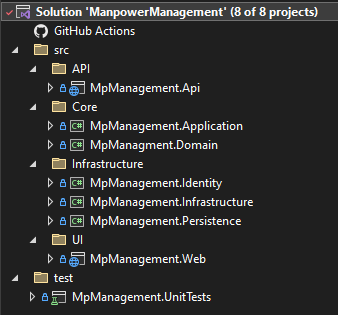 Solution 'ManpowerManagement' (8 of 8 projects)
GitHub Actions
src
API
MpManagement.Api
Core
MpManagement.Application
MpManagment.Domain
Infrastructure
MpManagement.Identity
MpManagement.Infrastructure
MpManagement.Persistence
UI
MpManagement.Web
test
MpManagement.UnitTests